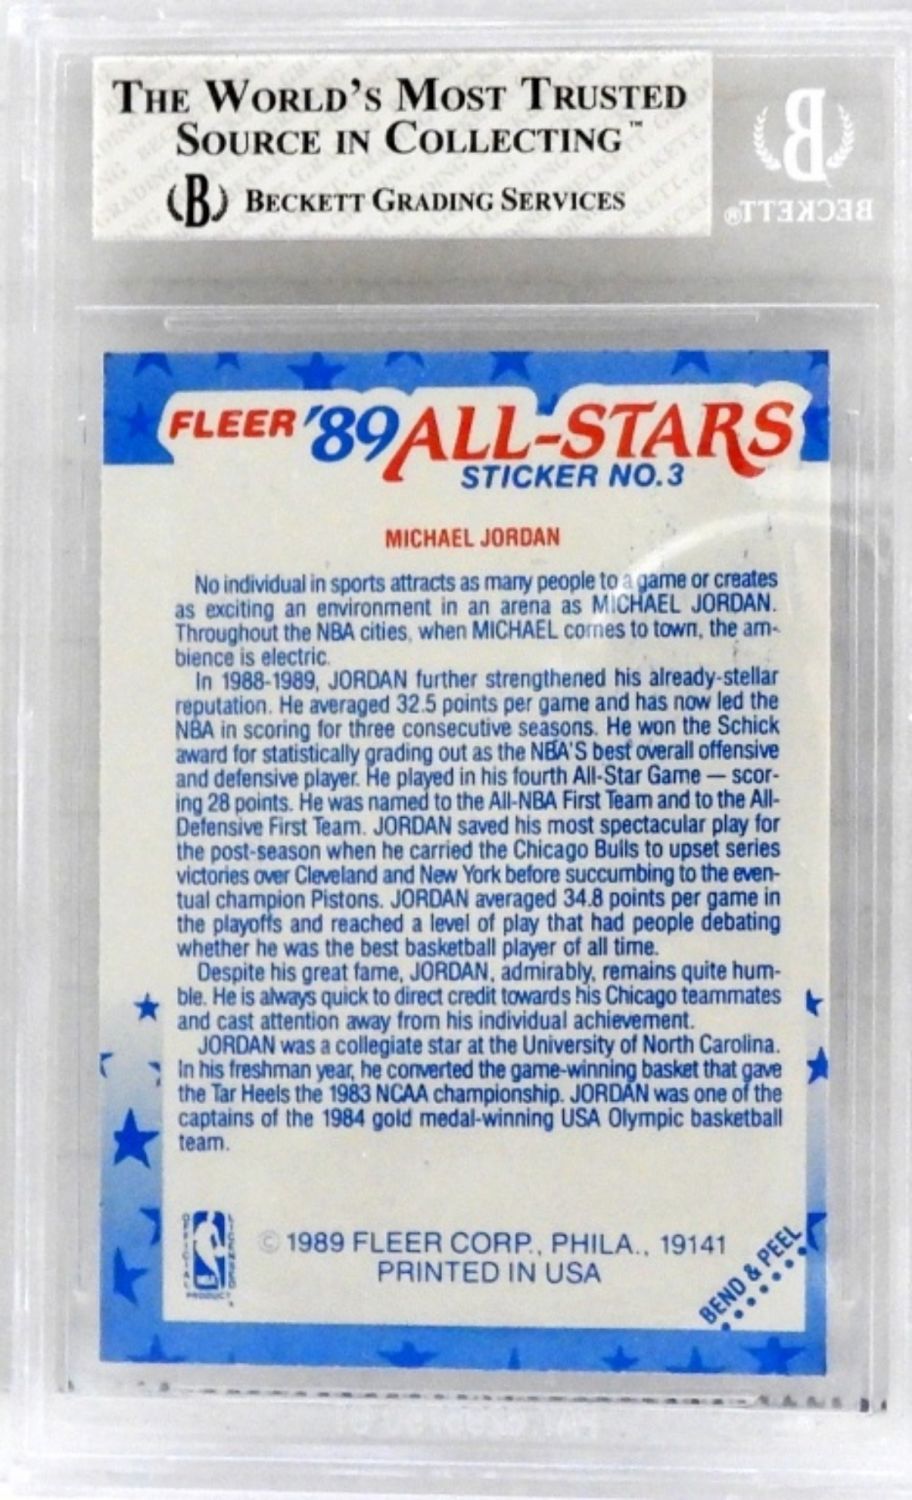 THE WORLD'S MOST TRUSTED
SOURCE IN COLLECTING™
(B) BECKETT GRADING SERVICES
B
BECKETT®
FLEER '89 ALL-STARS
STICKER NO.3
MICHAEL JORDAN
No individual in sports attracts as many people to a game or creates
as exciting an environment in an arena as MICHAEL JORDAN.
Throughout the NBA cities, when MICHAEL comes to town, the am-
bience is electric.
In 1988-1989, JORDAN further strengthened his already-stellar
reputation. He averaged 32.5 points per game and has now led the
NBA in scoring for three consecutive seasons. He won the Schick
award for statistically grading out as the NBA'S best overall offensive
and defensive player. He played in his fourth All-Star Game — scor-
ing 28 points. He was named to the All-NBA First Team and to the All-
Defensive First Team. JORDAN saved his most spectacular play for
the post-season when he carried the Chicago Bulls to upset series
victories over Cleveland and New York before succumbing to the even-
tual champion Pistons. JORDAN averaged 34.8 points per game in
the playoffs and reached a level of play that had people debating
whether he was the best basketball player of all time.
Despite his great fame, JORDAN, admirably, remains quite hum-
ble. He is always quick to direct credit towards his Chicago teammates
and cast attention away from his individual achievement.
JORDAN was a collegiate star at the University of North Carolina.
In his freshman year, he converted the game-winning basket that gave
the Tar Heels the 1983 NCAA championship. JORDAN was one of the
captains of the 1984 gold medal-winning USA Olympic basketball
team.
OFFICIAL
LICENSED
NBA
PRODUCT
© 1989 FLEER CORP., PHILA., 19141
PRINTED IN USA
BEND & PEEL